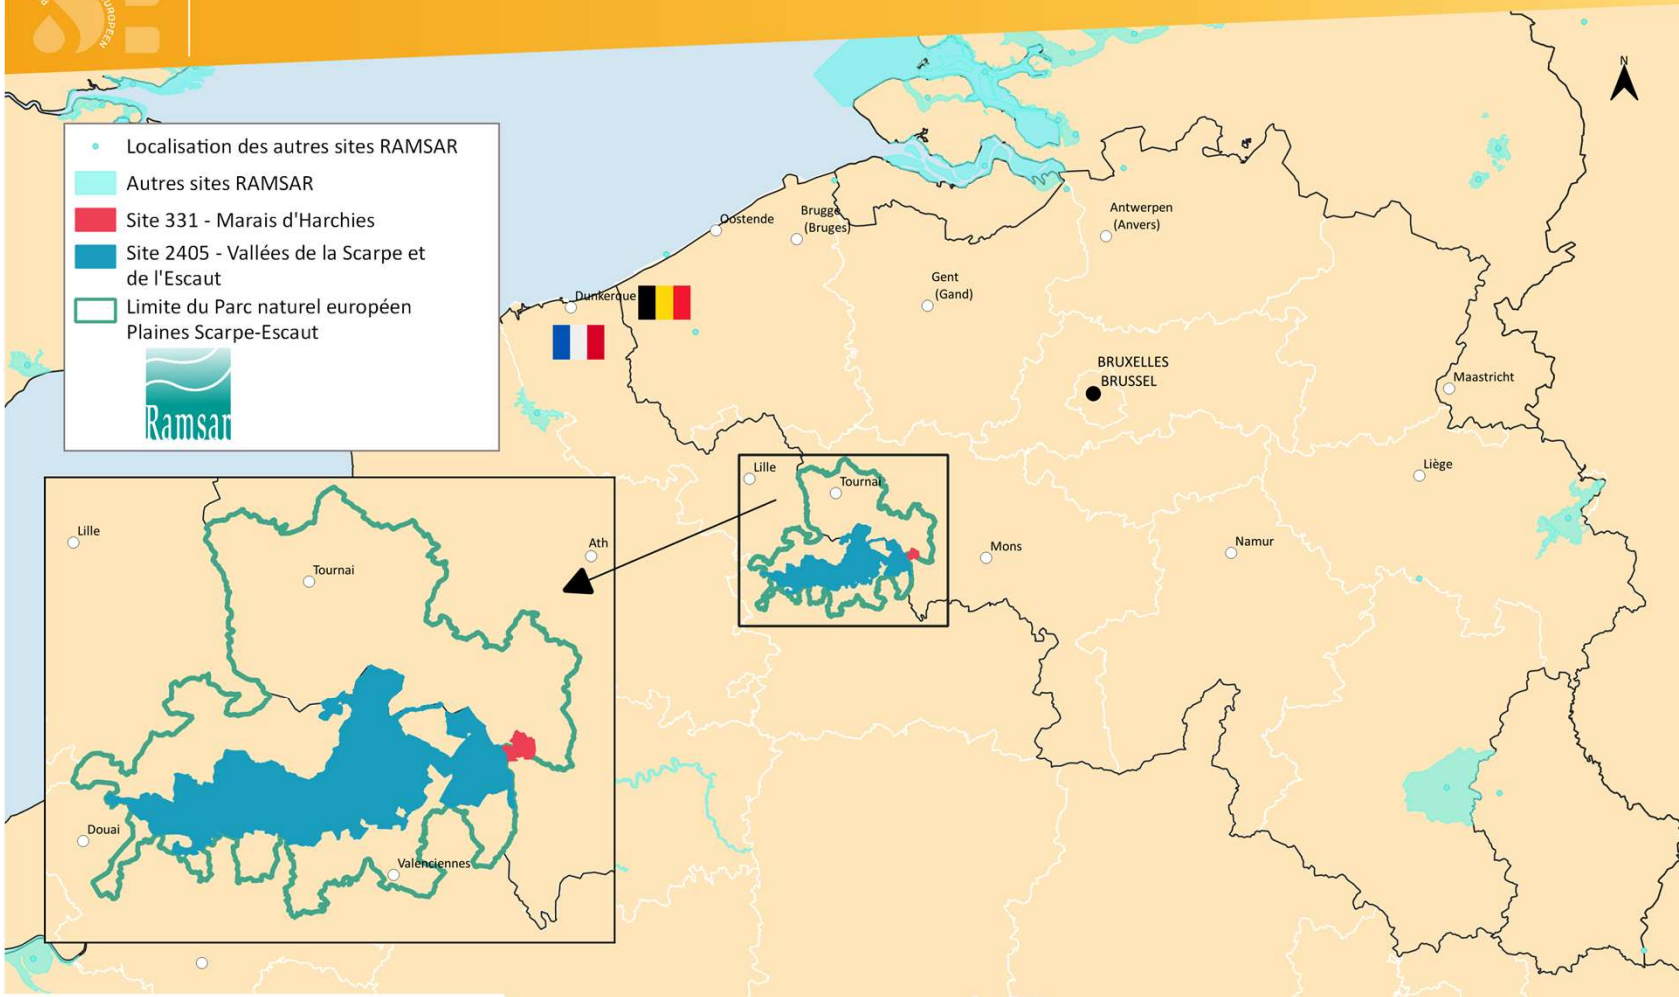 EUROPEEN
N
Localisation des autres sites RAMSAR
Autres sites RAMSAR
Site 331 - Marais d'Harchies
Site 2405 - Vallées de la Scarpe et
de l'Escaut
Limite du Parc naturel européen
Plaines Scarpe-Escaut
Ramsar
Oostende
Brugge
(Bruges)
Antwerpen
(Anvers)
Gent
(Gand)
Dunkerque
BRUXELLES
BRUSSEL
Maastricht
Lille
Tournai
Liège
Mons
Namur
Lille
Ath
Tournai
Douai
Valenciennes